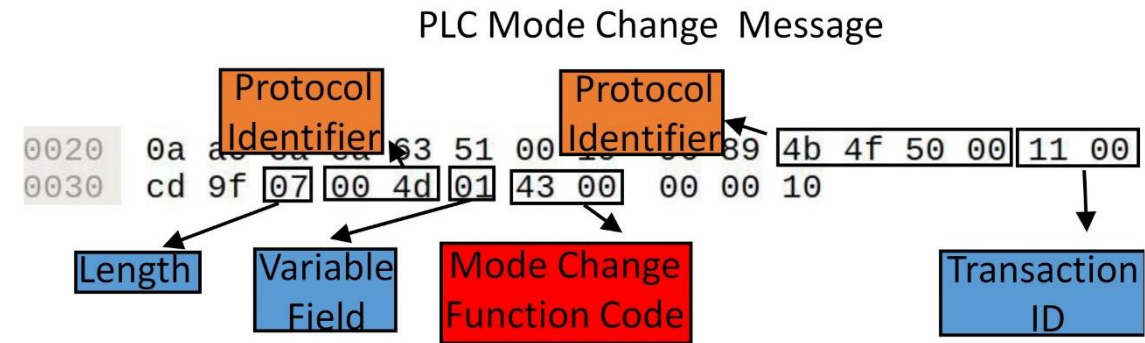 PLC Mode Change Message
Protocol
Identifier
Protocol
Identifier
0020 0a 63 51 00 89 4b 4f 50 00 11 00
0030 cd 9f 07 00 4d 01 43 00 00 00 10
Length
Variable
Field
Mode Change
Function Code
Transaction
ID